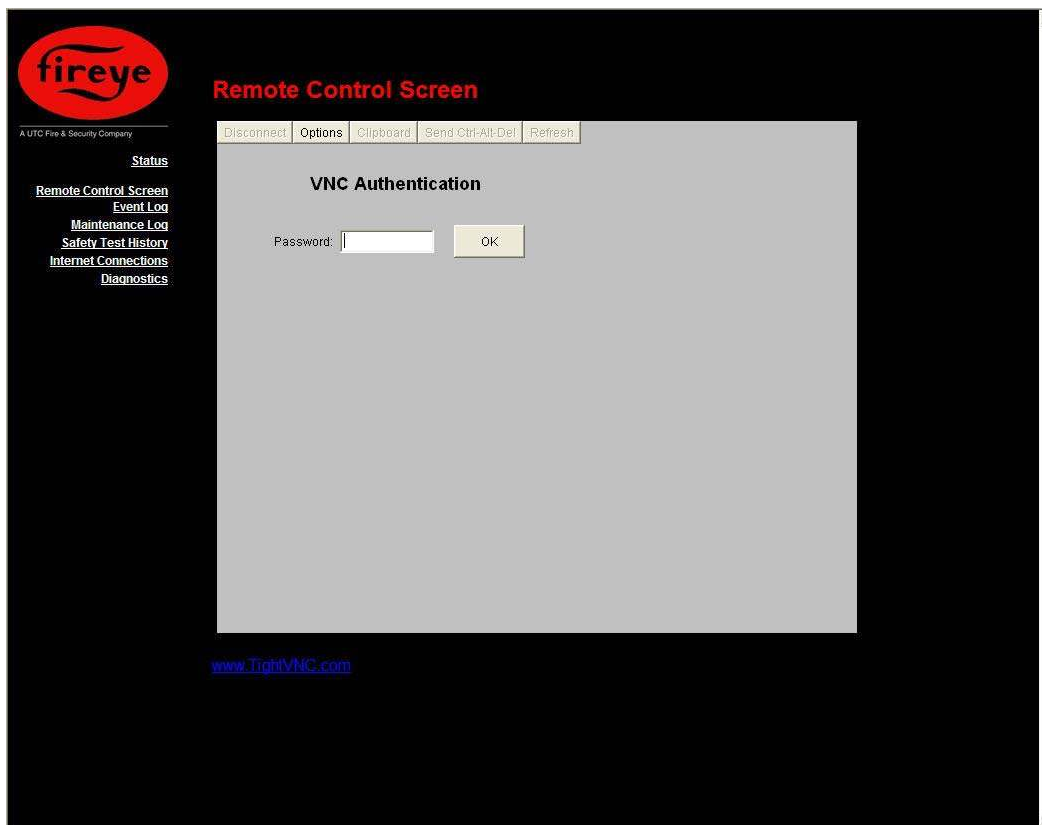 fireye
A UTC Fire & Security Company
Status
Remote Control Screen
Event Log
Maintenance Log
Safety Test History
Internet Connections
Diagnostics
Remote Control Screen
Disconnect Options Clipboard Send Ctrl-Alt-Del Refresh
VNC Authentication
Password: OK
www.TightVNC.com